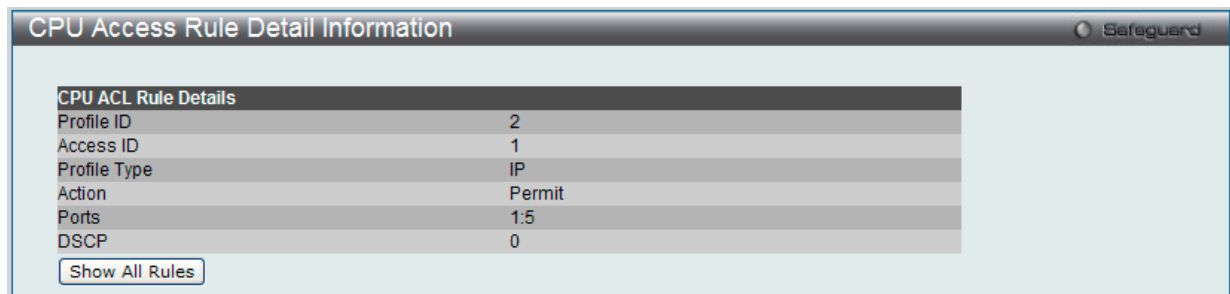 CPU Access Rule Detail Information
Safeguard
CPU ACL Rule Details
Profile ID 2
Access ID 1
Profile Type IP
Action Permit
Ports 1:5
DSCP 0
Show All Rules